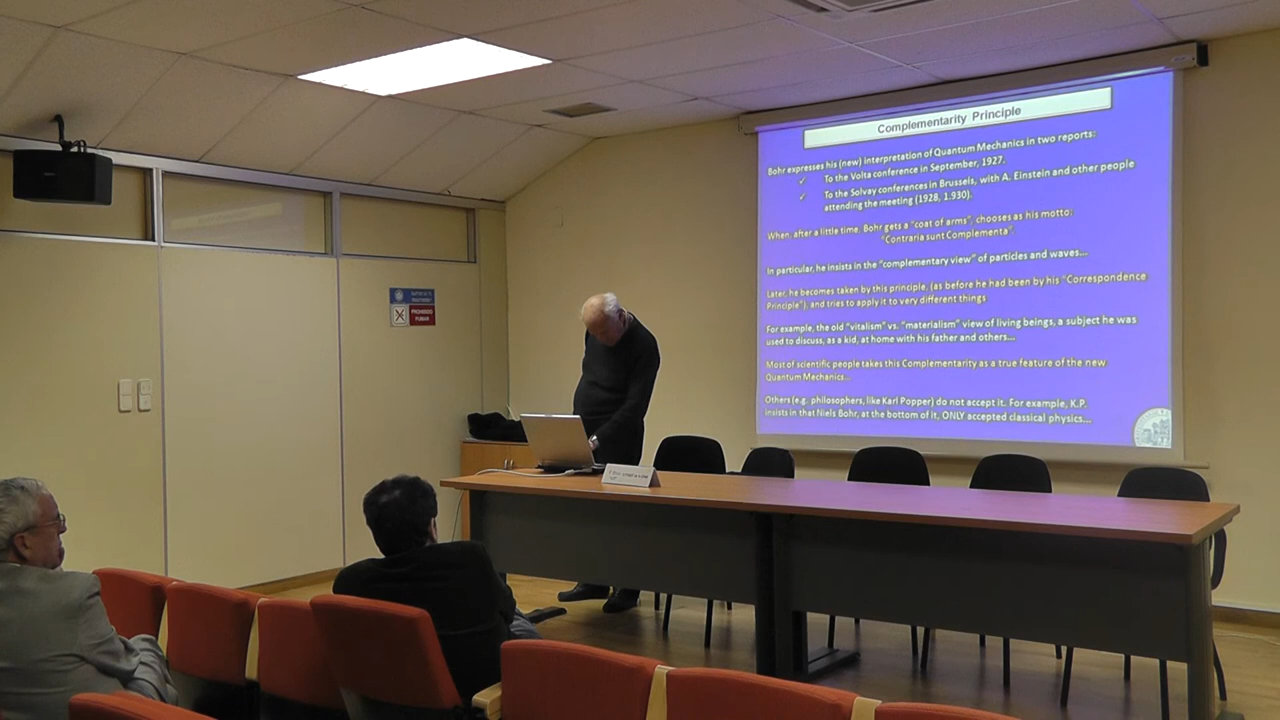 Complementarity Principle
Bohr expresses his (new) interpretation of Quantum Mechanics in two reports:
✓ To the Volta conference in September, 1927.
✓ To the Solvay conferences in Brussels, with A. Einstein and other people
attending the meeting (1928, 1.930).
When, after a little time, Bohr gets a "coat of arms", chooses as his motto:
"Contraria sunt Complementa".
In particular, he insists in the "complementary view" of particles and waves...
Later, he becomes taken by this principle, (as before he had been by his "Correspondence
Principle"), and tries to apply it to very different things
For example, the old "vitalism" vs. "materialism" view of living beings, a subject he was
used to discuss, as a kid, at home with his father and others...
Most of scientific people takes this Complementarity as a true feature of the new
Quantum Mechanics...
Others (e.g. philosophers, like Karl Popper) do not accept it. For example, K.P.
insists in that Niels Bohr, at the bottom of it, ONLY accepted classical physics...
PROHIBIDO
FUMAR